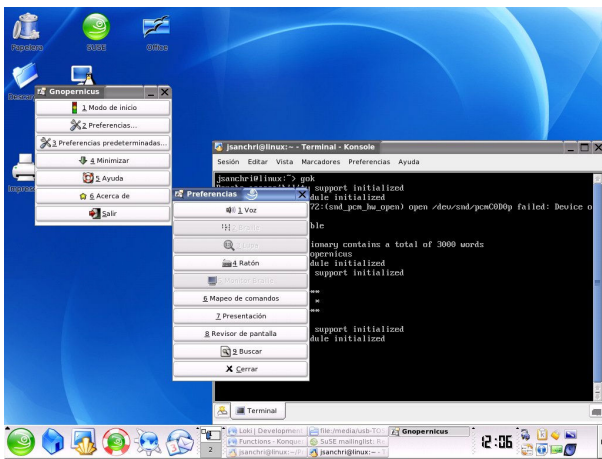 Papelera
SUSE
Office
Gnopernicus
1 Modo de inicio
2 Preferencias...
3 Preferencias predeterminadas...
4 Minimizar
5 Ayuda
6 Acerca de
Salir
jsanchri@linux:~ - Terminal - Konsole
Sesión Editar Vista Marcadores Preferencias Ayuda
jsanchri@linux:~> gok
support initialized
dule initialized
72:(snd_pcm_hw_open) open /dev/snd/pcmC0D0p failed: Device o
ble
ionary contains a total of 3000 words
opernicus
dule initialized
support initialized
**
*
**
support initialized
dule initialized
Preferencias
1 Voz
4 Ratón
6 Mapeo de comandos
7 Presentación
8 Revisor de pantalla
9 Buscar
Cerrar
Terminal
2
Loki | Development
file:/media/usb-TOS
Gnopernicus
Functions - Konque
SuSE mailinglist: Re
jsanchri@linux:~/P
jsanchri@linux:~ - T
12:06